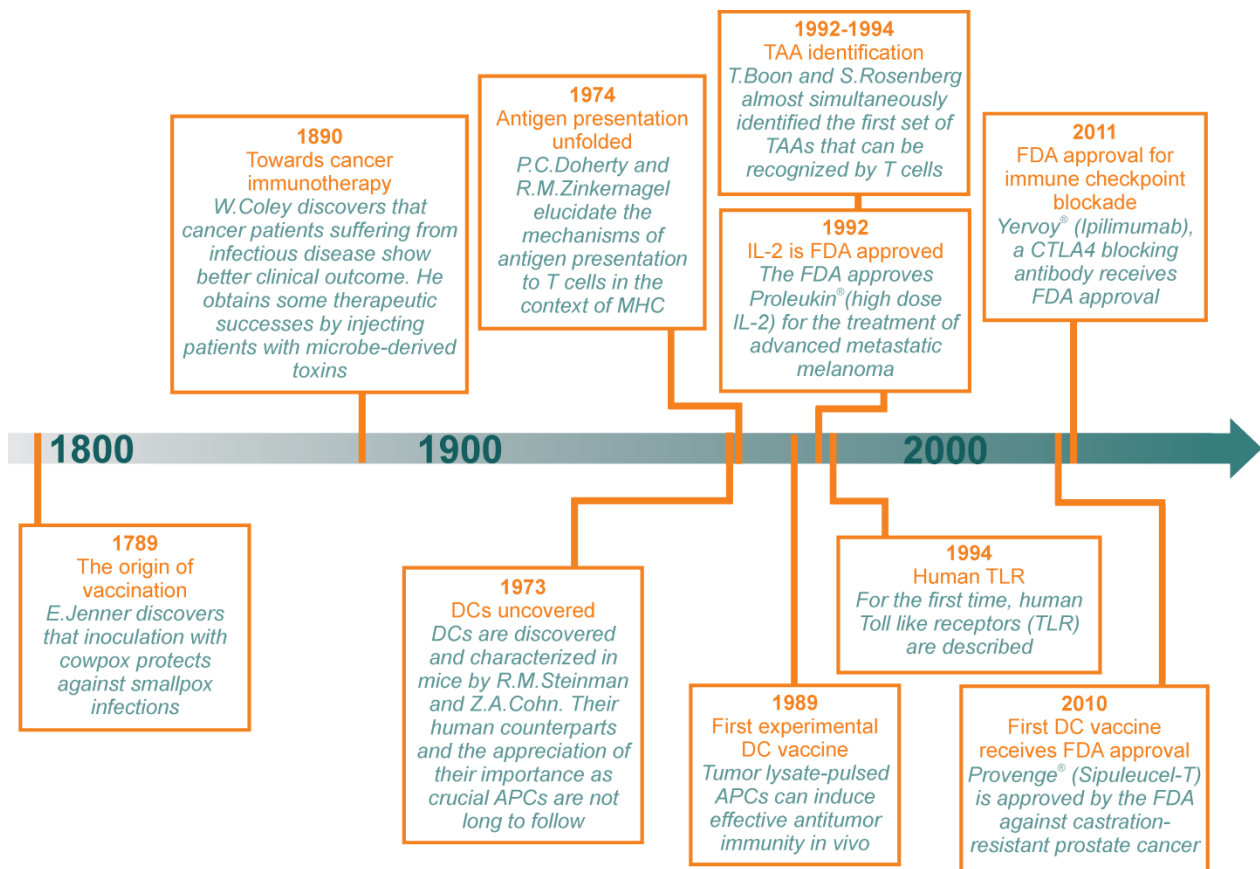 1890
Towards cancer
immunotherapy
W.Coley discovers that
cancer patients suffering from
infectious disease show
better clinical outcome. He
obtains some therapeutic
successes by injecting
patients with microbe-derived
toxins
1974
Antigen presentation
unfolded
P.C.Doherty and
R.M.Zinkernagel
elucidate the
mechanisms of
antigen presentation
to T cells in the
context of MHC
1992-1994
TAA identification
T.Boon and S.Rosenberg
almost simultaneously
identified the first set of
TAAs that can be
recognized by T cells
1992
IL-2 is FDA approved
The FDA approves
Proleukin®(high dose
IL-2) for the treatment of
advanced metastatic
melanoma
2011
FDA approval for
immune checkpoint
blockade
Yervoy® (Ipilimumab),
a CTLA4 blocking
antibody receives
FDA approval
1800
1900
2000
1789
The origin of
vaccination
E.Jenner discovers
that inoculation with
cowpox protects
against smallpox
infections
1973
DCs uncovered
DCs are discovered
and characterized in
mice by R.M.Steinman
and Z.A.Cohn. Their
human counterparts
and the appreciation of
their importance as
crucial APCs are not
long to follow
1989
First experimental
DC vaccine
Tumor lysate-pulsed
APCs can induce
effective antitumor
immunity in vivo
1994
Human TLR
For the first time, human
Toll like receptors (TLR)
are described
2010
First DC vaccine
receives FDA approval
Provenge® (Sipuleucel-T)
is approved by the FDA
against castration-
resistant prostate cancer